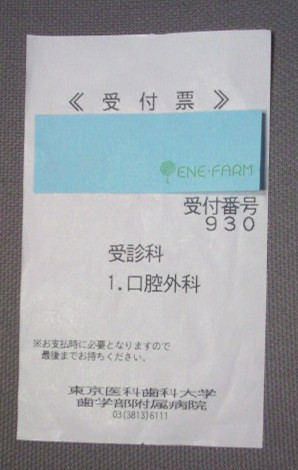 ≪ 受 付 票 ≫
ENE・FARM
受付番号
930
受診科
1.口腔外科
※お支払時に必要となりますので
最後までお持ちください。
東京医科歯科大学
歯学部附属病院
03(3813)6111